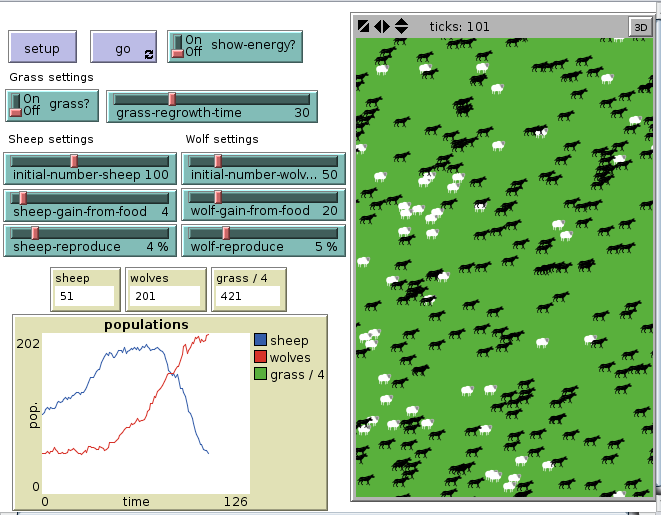 setup
go
On
Off
show-energy?
ticks: 101
3D
Grass settings
On
Off
grass?
grass-regrowth-time 30
Sheep settings
Wolf settings
initial-number-sheep 100
initial-number-wolv... 50
sheep-gain-from-food 4
wolf-gain-from-food 20
sheep-reproduce 4 %
wolf-reproduce 5 %
sheep
51
wolves
201
grass / 4
421
populations
202
pop.
0
0
time
126
sheep
wolves
grass / 4